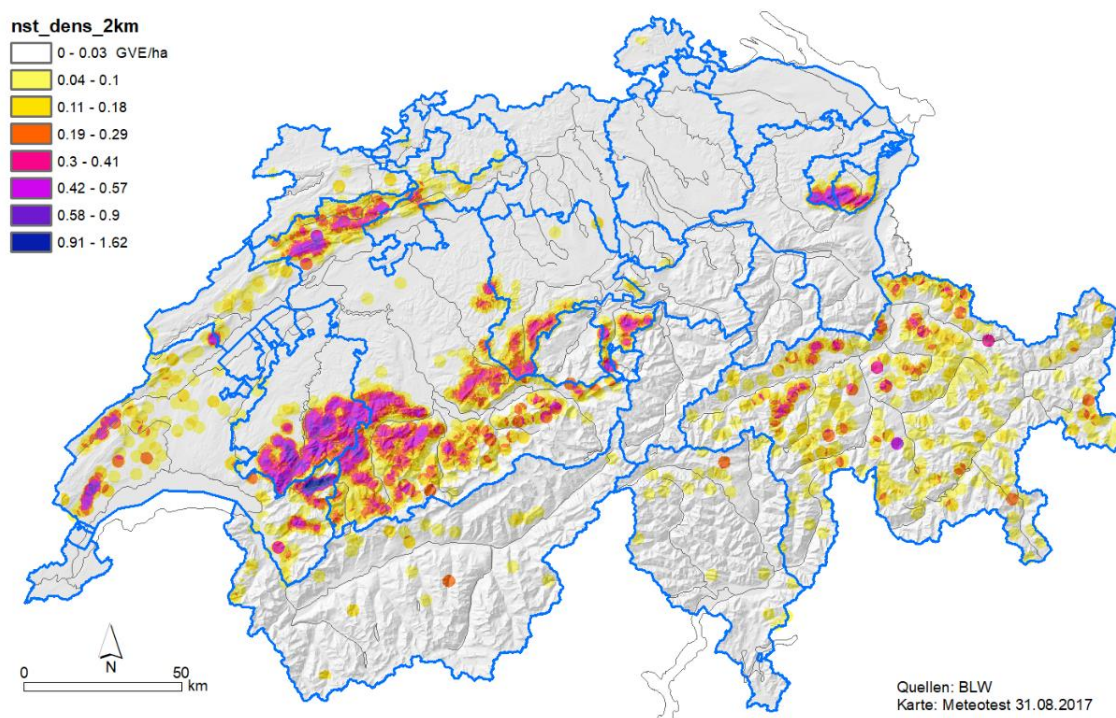 nst_dens_2km
0 - 0.03 GVE/ha
0.04 - 0.1
0.11 - 0.18
0.19 - 0.29
0.3 - 0.41
0.42 - 0.57
0.58 - 0.9
0.91 - 1.62
N
0 50
km
Quellen: BLW
Karte: Meteotest 31.08.2017